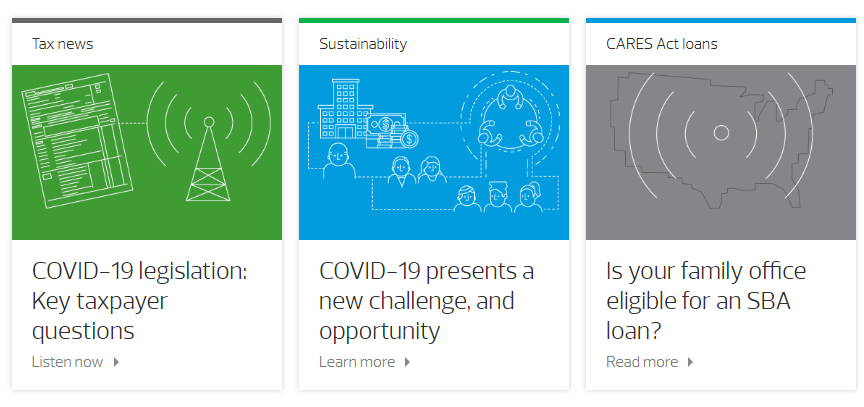 Tax news
COVID-19 legislation:
Key taxpayer
questions
Listen now
Sustainability
$
$
COVID-19 presents a
new challenge, and
opportunity
Learn more
CARES Act loans
Is your family office
eligible for an SBA
loan?
Read more